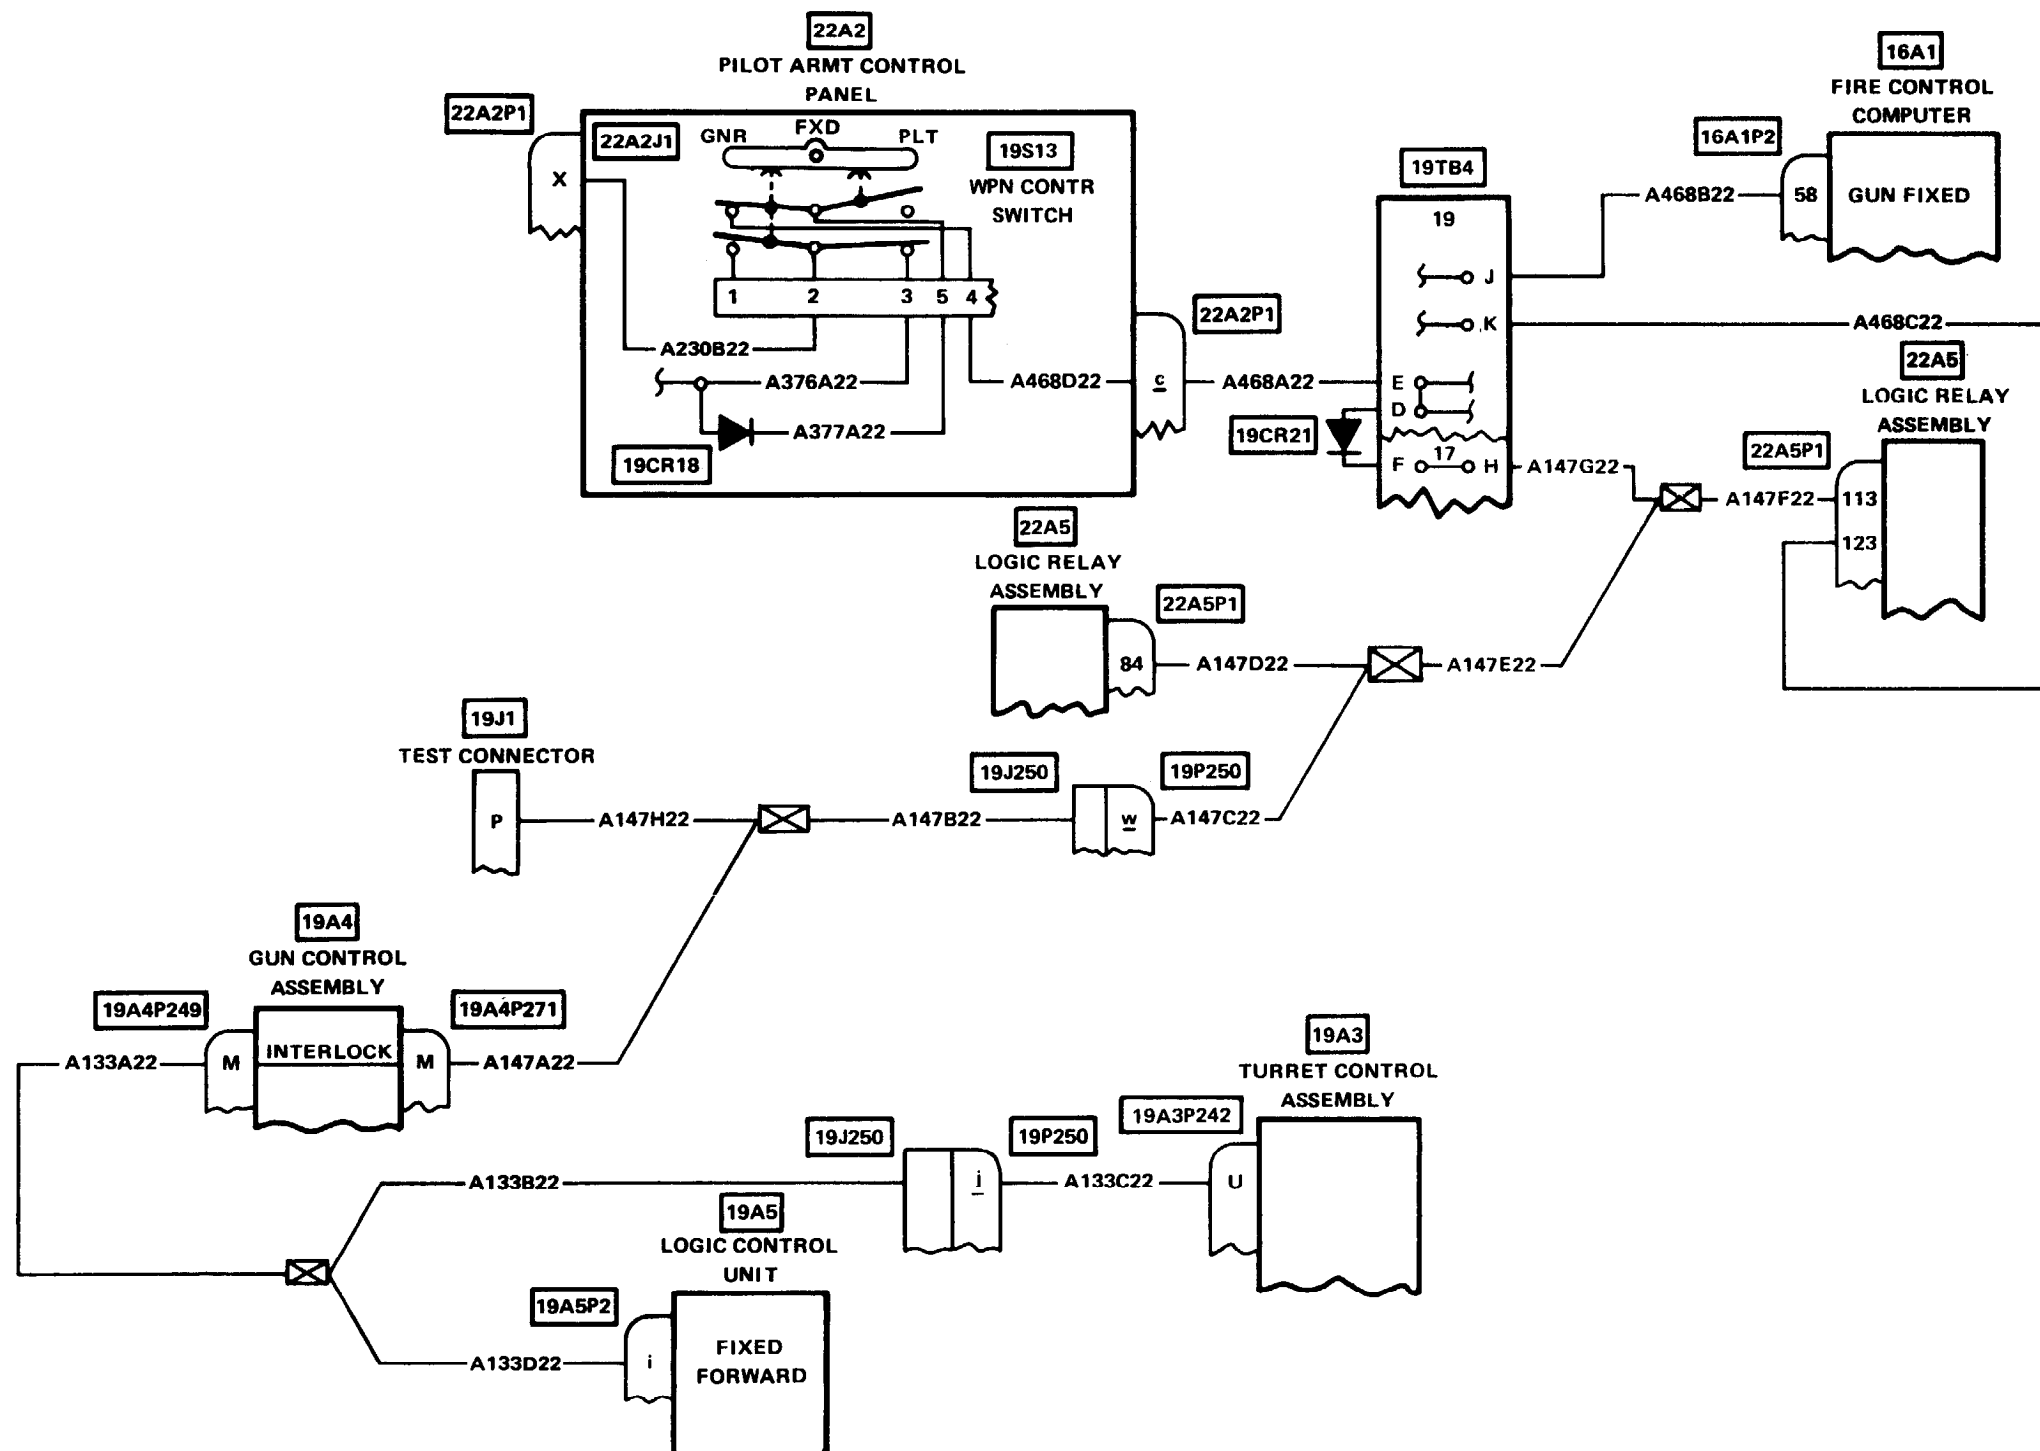 22A2
PILOT ARMT CONTROL
PANEL
22A2P1
X
22A2J1
GNR
FXD
PLT
19S13
WPN CONTR
SWITCH
1 2 3 5 4
A230B22
A376A22
A377A22
19CR18
A468D22
22A2P1
c
A468A22
19TB4
19
J
K
E
D
19CR21
17
F
H
A147G22
16A1
FIRE CONTROL
COMPUTER
16A1P2
A468B22
58
GUN FIXED
A468C22
22A5
LOGIC RELAY
ASSEMBLY
22A5P1
A147F22
113
123
22A5
LOGIC RELAY
ASSEMBLY
22A5P1
84
A147D22
A147E22
19J1
TEST CONNECTOR
P
A147H22
A147B22
19J250
19P250
w
A147C22
19A4
GUN CONTROL
ASSEMBLY
19A4P249
19A4P271
A133A22
M
INTERLOCK
M
A147A22
19A3
TURRET CONTROL
ASSEMBLY
19A3P242
19J250
19P250
A133B22
j
A133C22
U
19A5
LOGIC CONTROL
UNIT
19A5P2
A133D22
i
FIXED
FORWARD